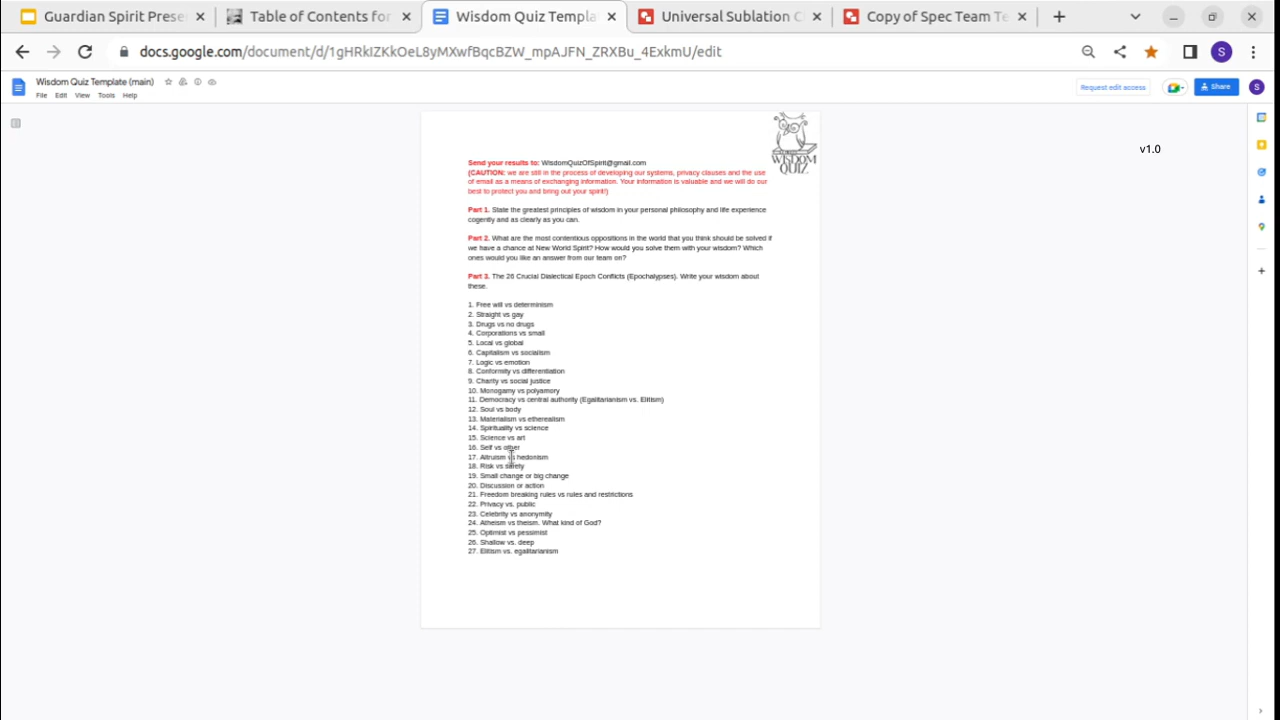 Guardian Spirit Prese
Table of Contents for
Wisdom Quiz Templa
Universal Sublation C
Copy of Spec Team Te
docs.google.com/document/d/1gHRkIZKkOeL8yMXwfBqcBZW_mpAJFN_ZRXBu_4ExkmU/edit
S
Wisdom Quiz Template (main)
File Edit View Tools Help
Request edit access
Share
S
v1.0
WISDOM
QUIZ
Send your results to: WisdomQuizOfSpirit@gmail.com
(CAUTION: we are still in the process of developing our systems, privacy clauses and the use
of email as a means of exchanging information. Your information is valuable and we will do our
best to protect you and bring out your spirit!)
Part 1. State the greatest principles of wisdom in your personal philosophy and life experience
cogently and as clearly as you can.
Part 2. What are the most contentious oppositions in the world that you think should be solved if
we have a chance at New World Spirit? How would you solve them with your wisdom? Which
ones would you like an answer from our team on?
Part 3. The 26 Crucial Dialectical Epoch Conflicts (Epochalypses). Write your wisdom about
these.
1. Free will vs determinism
2. Straight vs gay
3. Drugs vs no drugs
4. Corporations vs small
5. Local vs global
6. Capitalism vs socialism
7. Logic vs emotion
8. Conformity vs differentiation
9. Charity vs social justice
10. Monogamy vs polyamory
11. Democracy vs central authority (Egalitarianism vs. Elitism)
12. Soul vs body
13. Materialism vs etherealism
14. Spirituality vs science
15. Science vs art
16. Self vs other
17. Altruism vs hedonism
18. Risk vs safety
19. Small change or big change
20. Discussion or action
21. Freedom breaking rules vs rules and restrictions
22. Privacy vs. public
23. Celebrity vs anonymity
24. Atheism vs theism. What kind of God?
25. Optimist vs pessimist
26. Shallow vs. deep
27. Elitism vs. egalitarianism